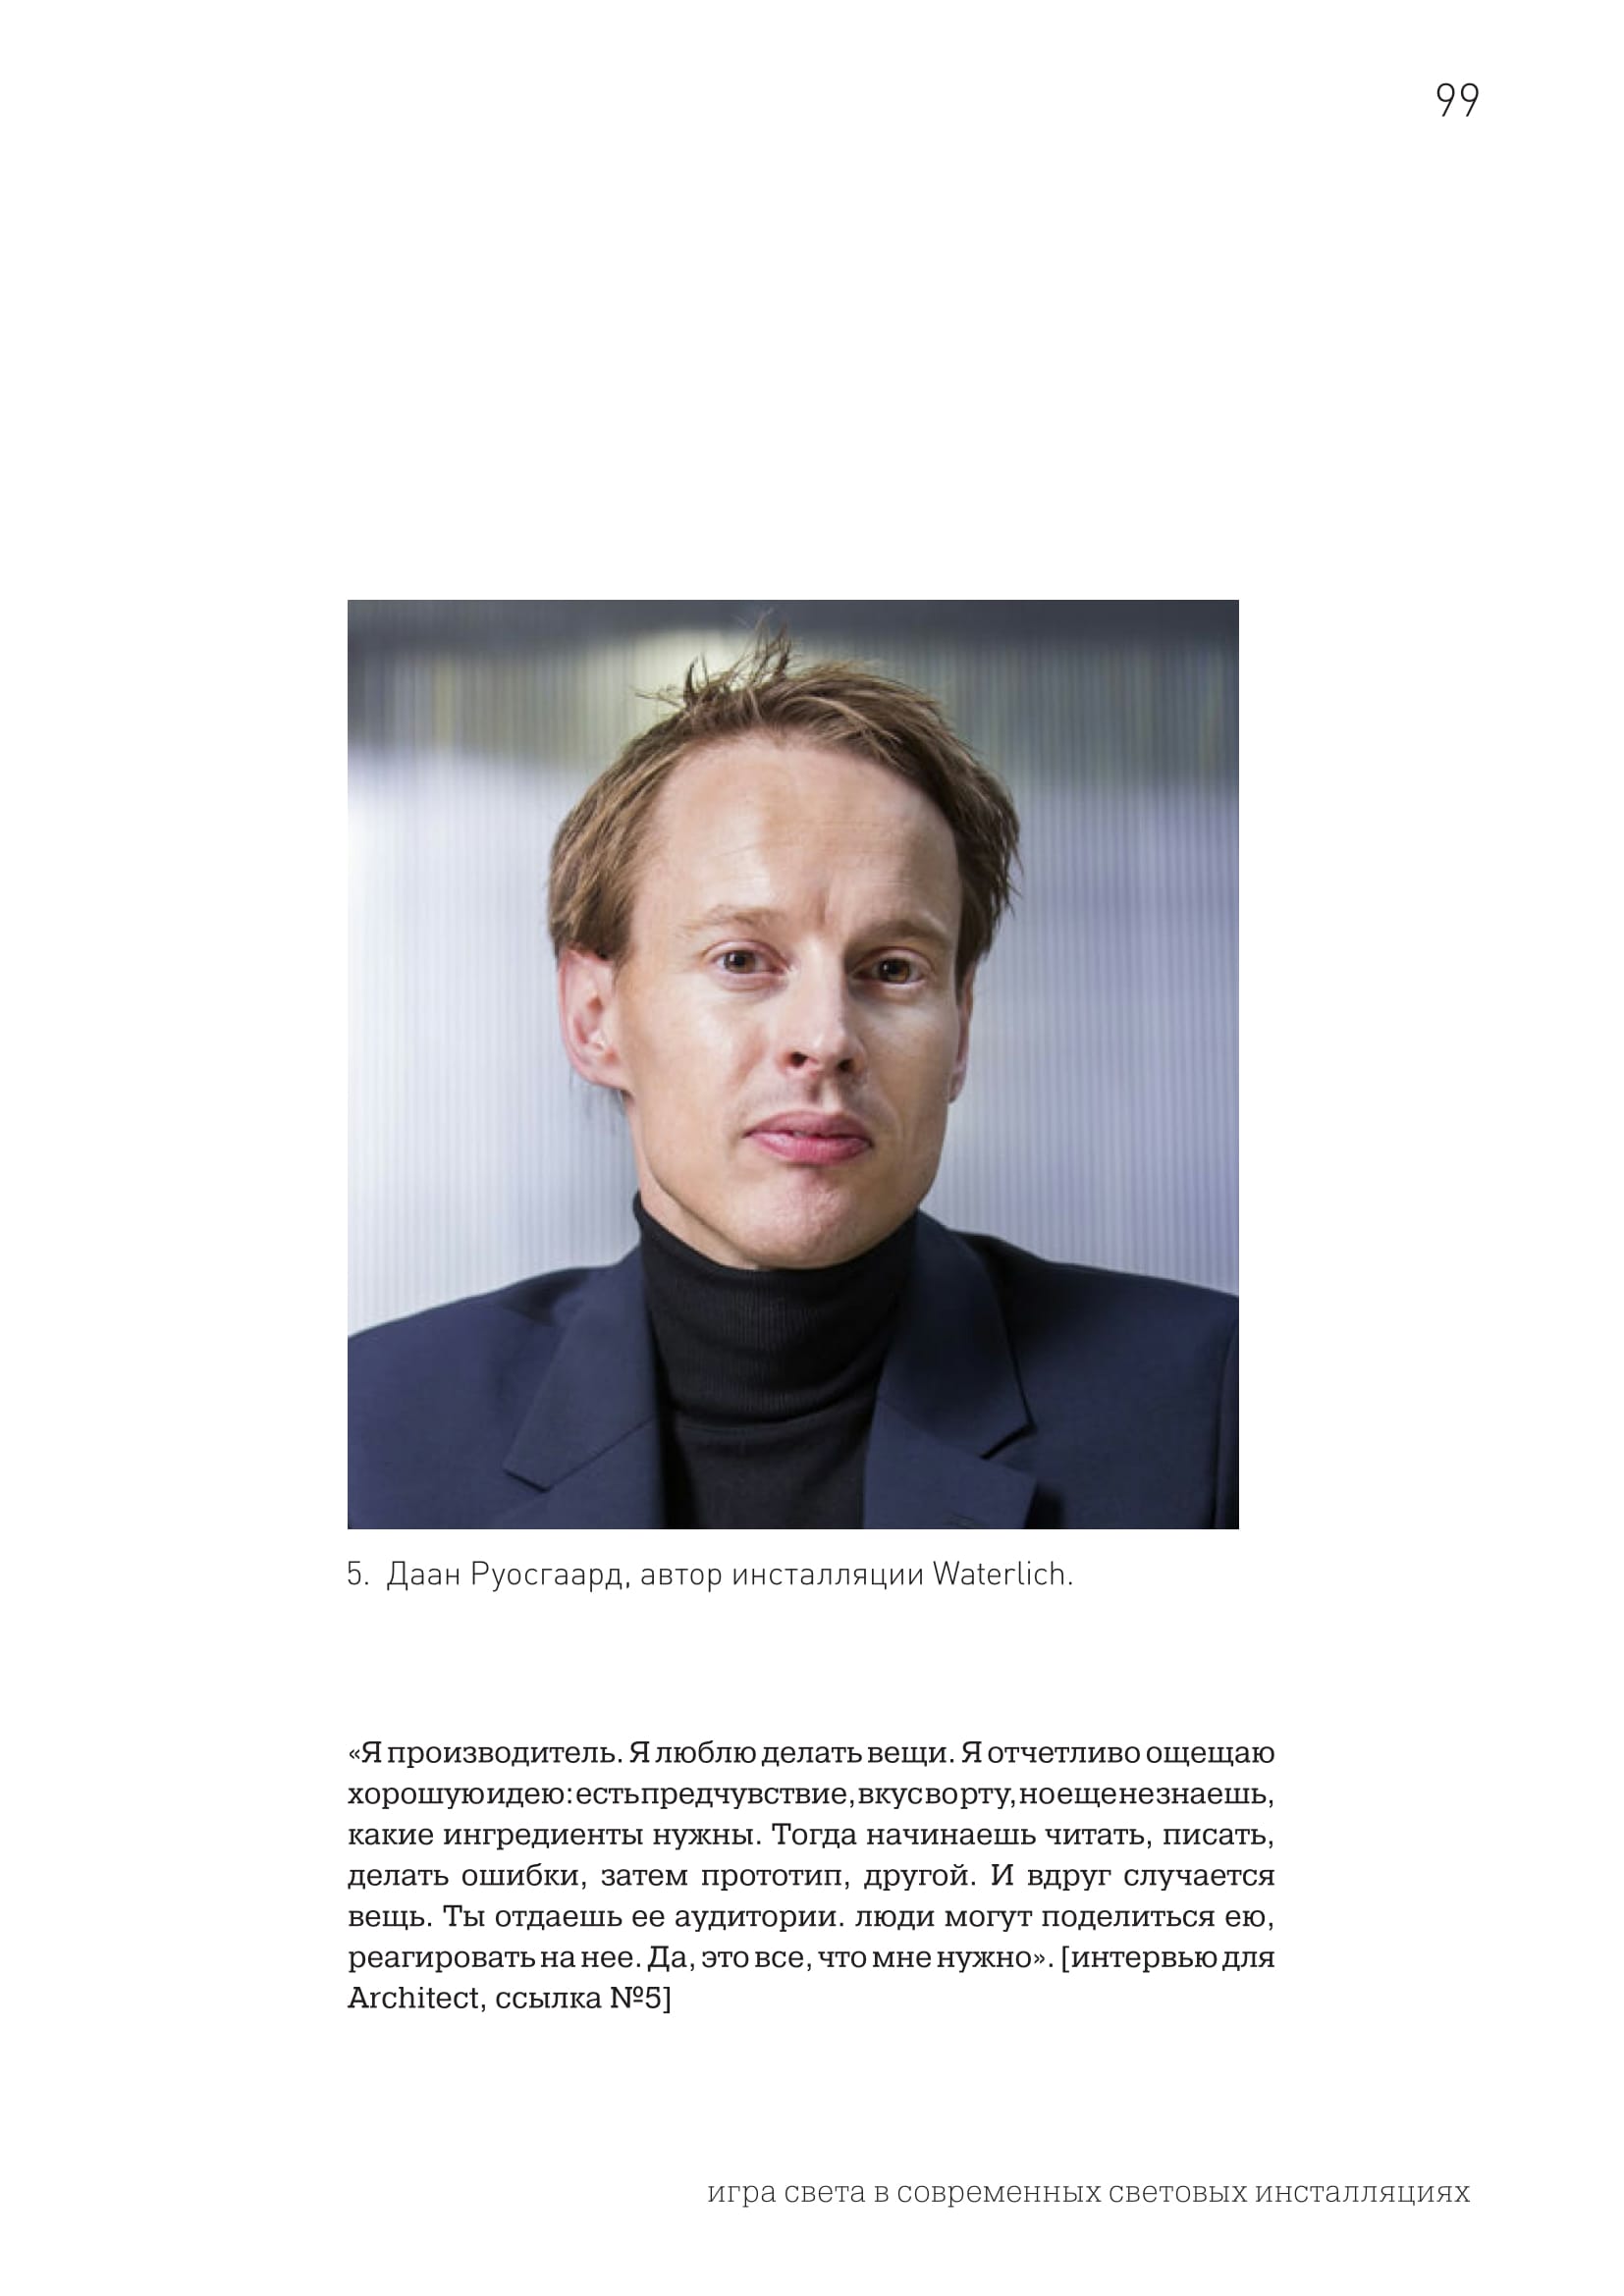 99
5. Даан Руосгаард, автор инсталляции Waterlich.
«Я производитель. Я люблю делать вещи. Я отчетливо ощещаю
хорошую идею: есть предчувствие, вкус во рту, но еще не знаешь,
какие ингредиенты нужны. Тогда начинаешь читать, писать,
делать ошибки, затем прототип, другой. И вдруг случается
вещь. Ты отдаешь ее аудитории. люди могут поделиться ею,
реагировать на нее. Да, это все, что мне нужно». [интервью для
Architect, ссылка №5]
игра света в современных световых инсталляциях